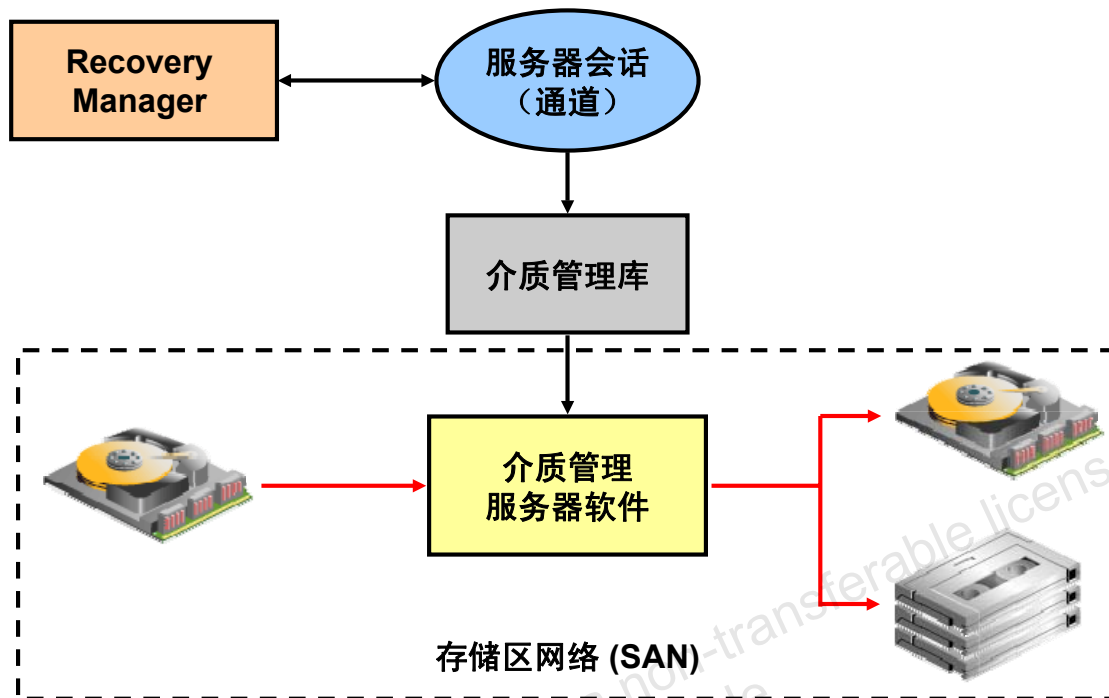 Recovery
Manager
服务器会话
（通道）
介质管理库
介质管理
服务器软件
存储区网络 (SAN)
non-transferable licens